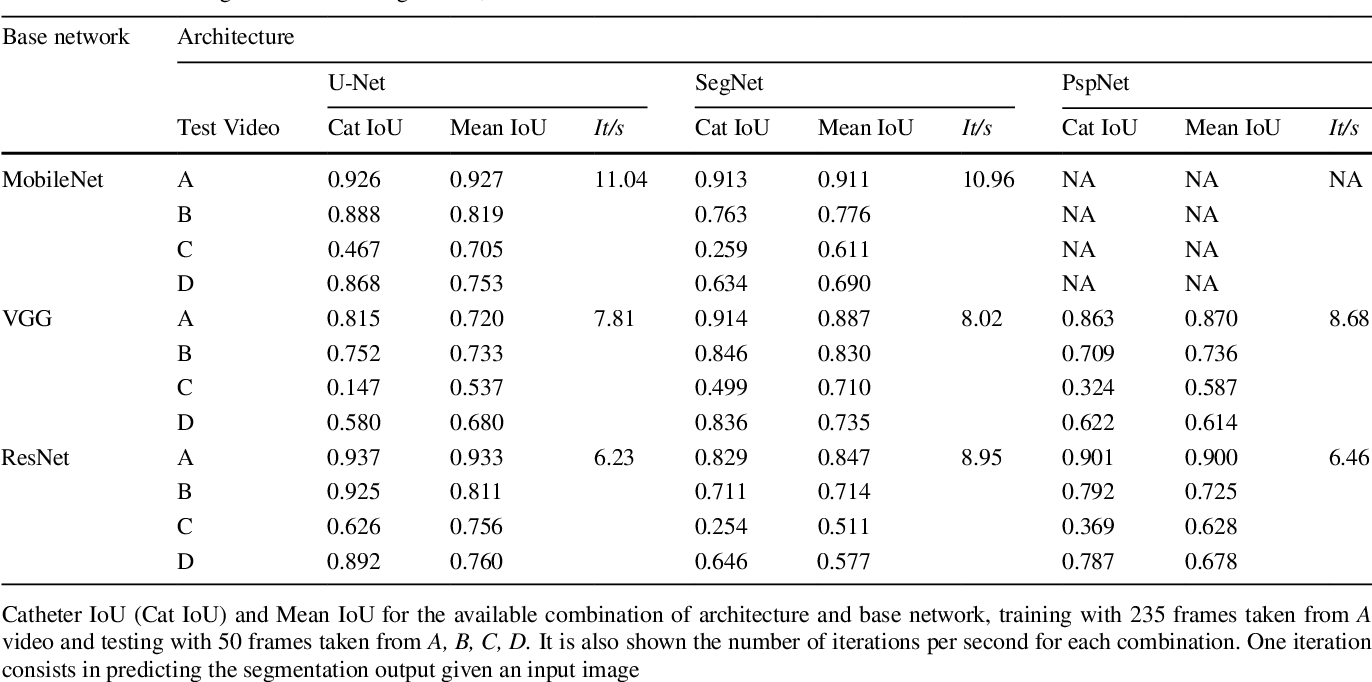 Base network Architecture
U-Net SegNet PspNet
Test Video Cat IoU Mean IoU It/s Cat IoU Mean IoU It/s Cat IoU Mean IoU It/s
MobileNet A 0.926 0.927 11.04 0.913 0.911 10.96 NA NA NA
B 0.888 0.819 0.763 0.776 NA NA
C 0.467 0.705 0.259 0.611 NA NA
D 0.868 0.753 0.634 0.690 NA NA
VGG A 0.815 0.720 7.81 0.914 0.887 8.02 0.863 0.870 8.68
B 0.752 0.733 0.846 0.830 0.709 0.736
C 0.147 0.537 0.499 0.710 0.324 0.587
D 0.580 0.680 0.836 0.735 0.622 0.614
ResNet A 0.937 0.933 6.23 0.829 0.847 8.95 0.901 0.900 6.46
B 0.925 0.811 0.711 0.714 0.792 0.725
C 0.626 0.756 0.254 0.511 0.369 0.628
D 0.892 0.760 0.646 0.577 0.787 0.678
Catheter IoU (Cat IoU) and Mean IoU for the available combination of architecture and base network, training with 235 frames taken from A
video and testing with 50 frames taken from A, B, C, D. It is also shown the number of iterations per second for each combination. One iteration
consists in predicting the segmentation output given an input image